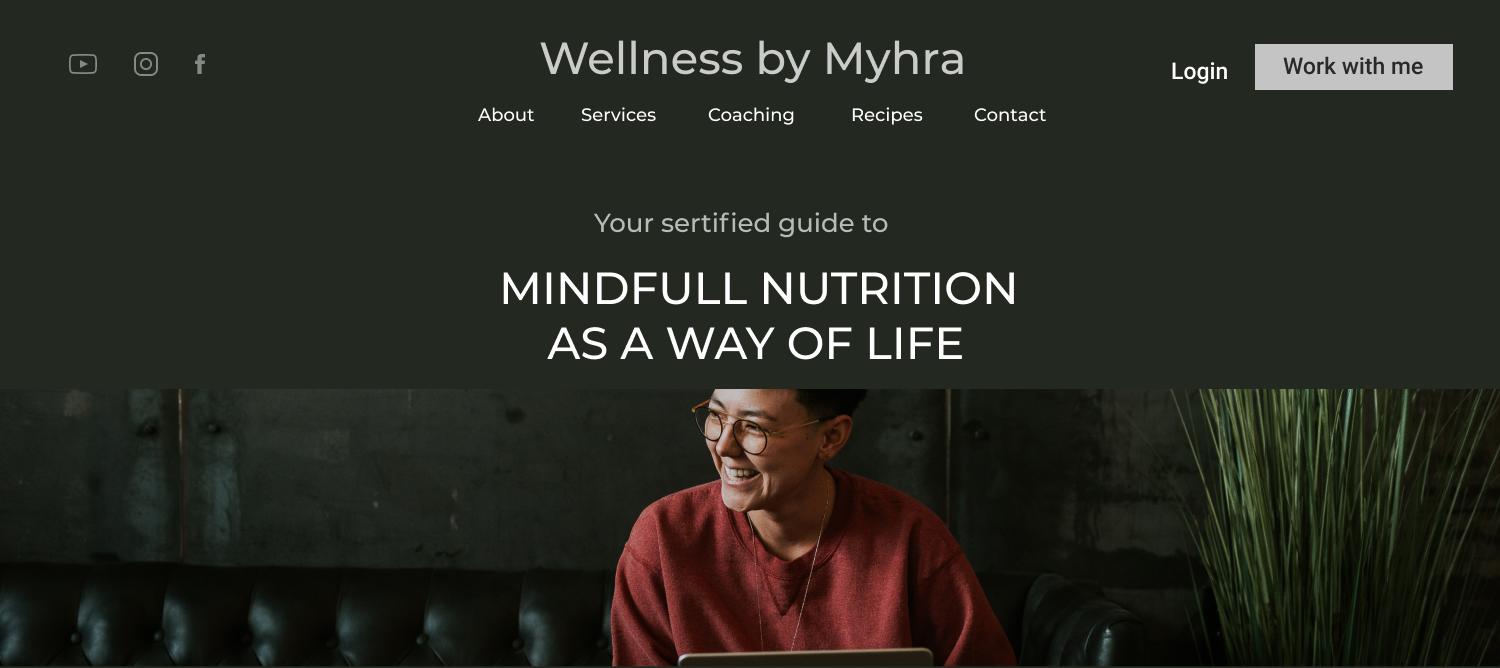 Wellness by Myhra
Login
Work with me
About
Services
Coaching
Recipes
Contact
Your sertified guide to
MINDFULL NUTRITION
AS A WAY OF LIFE